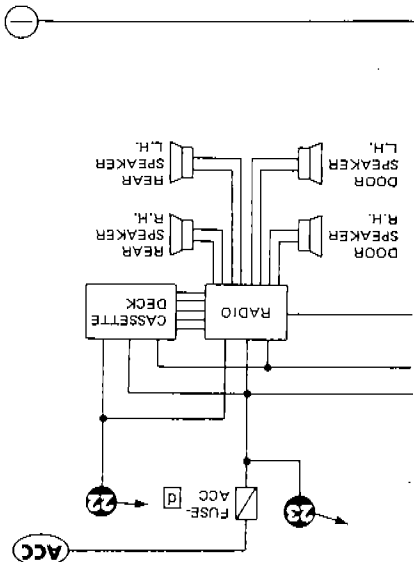 ACC
23
FUSE-
ACC
d
22
RADIO
CASSETTE
DECK
DOOR
SPEAKER
R.H.
REAR
SPEAKER
R.H.
DOOR
SPEAKER
L.H.
REAR
SPEAKER
L.H.